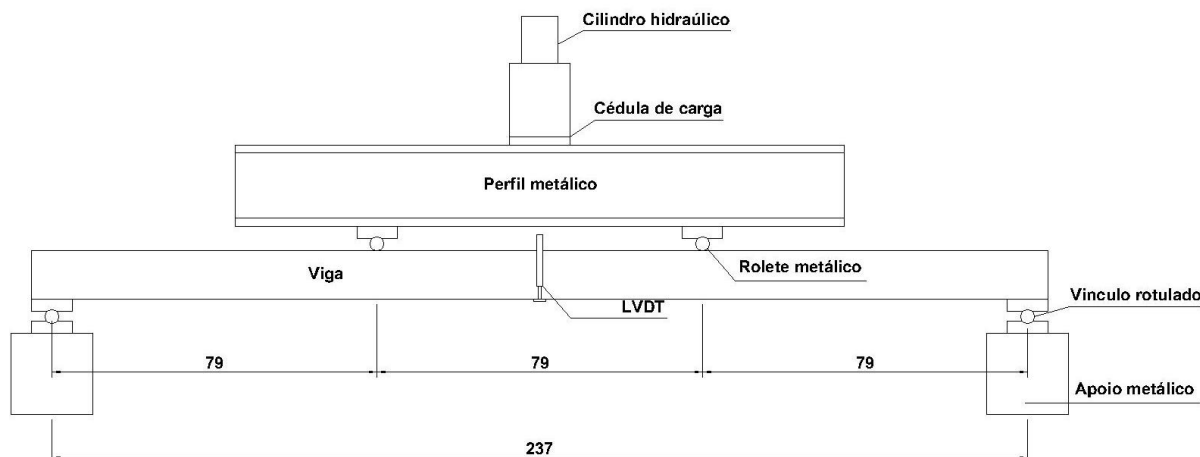 Cilindro hidraúlico
Cédula de carga
Perfil metálico
Rolete metálico
Viga
Vinculo rotulado
LVDT
79
79
79
Apoio metálico
237